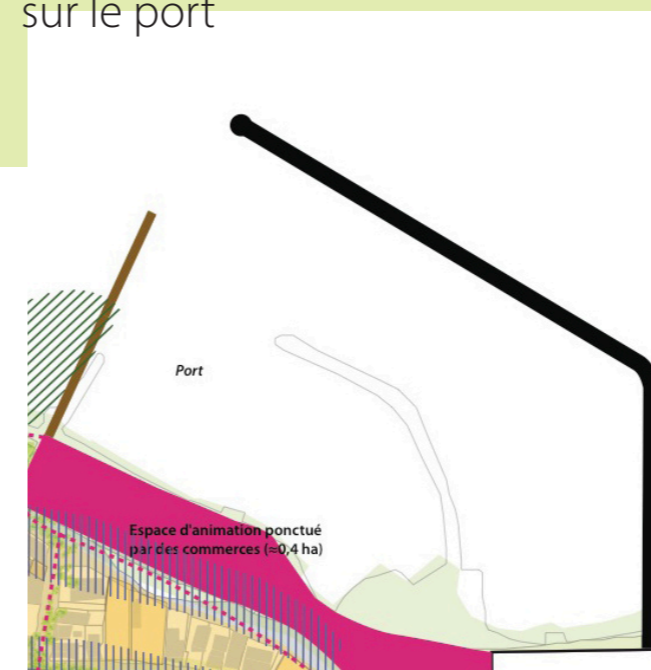 sur le port
Port
Espace d'animation ponctué
par des commerces (≈0,4 ha)